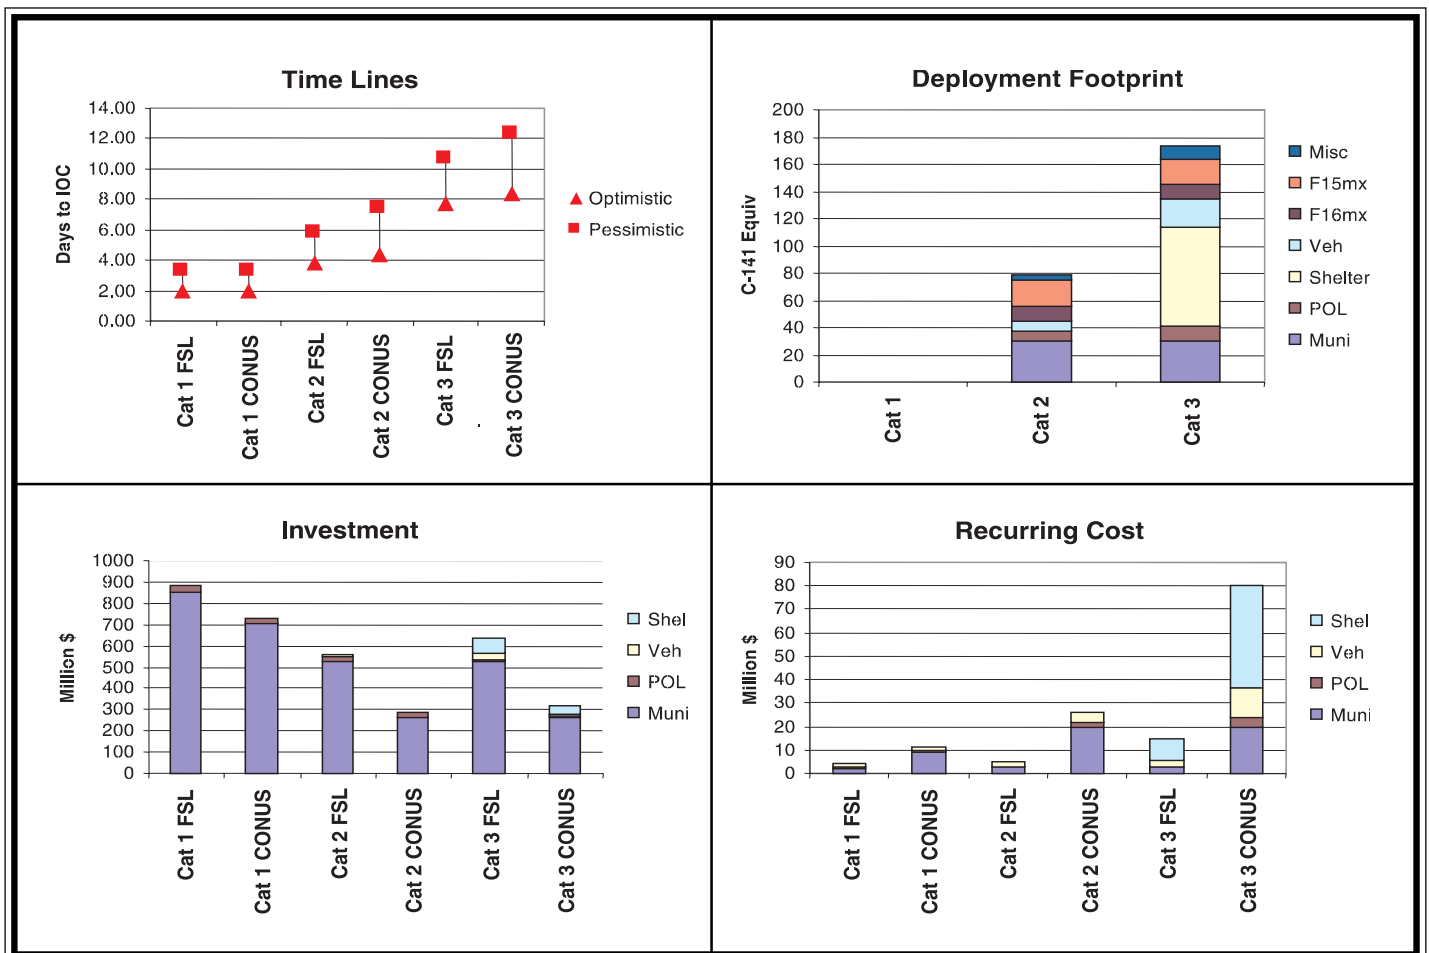 Time Lines
14.00
12.00
10.00
8.00
6.00
4.00
2.00
0.00
Days to IOC
Cat 1 FSL
Cat 1 CONUS
Cat 2 FSL
Cat 2 CONUS
Cat 3 FSL
Cat 3 CONUS
Optimistic
Pessimistic
Deployment Footprint
200
180
160
140
120
100
80
60
40
20
0
C-141 Equiv
Cat 1
Cat 2
Cat 3
Misc
F15mx
F16mx
Veh
Shelter
POL
Muni
Investment
1000
900
800
700
600
500
400
300
200
100
0
Million $
Cat 1 FSL
Cat 1 CONUS
Cat 2 FSL
Cat 2 CONUS
Cat 3 FSL
Cat 3 CONUS
Shel
Veh
POL
Muni
Recurring Cost
90
80
70
60
50
40
30
20
10
0
Million $
Cat 1 FSL
Cat 1 CONUS
Cat 2 FSL
Cat 2 CONUS
Cat 3 FSL
Cat 3 CONUS
Shel
Veh
POL
Muni